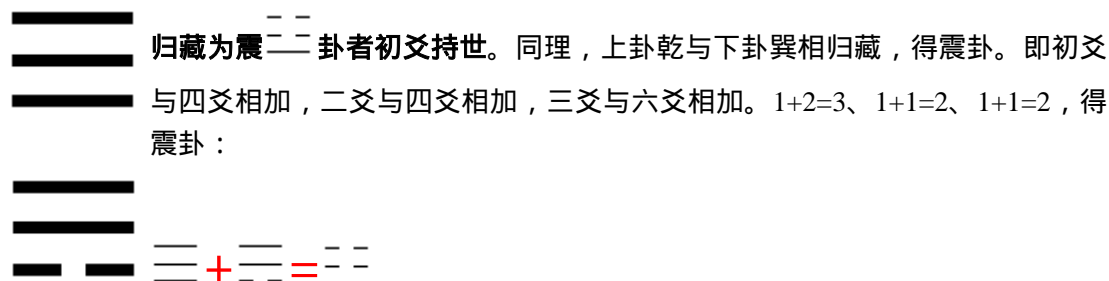 归藏为震☳卦者初爻持世。同理，上卦乾与下卦巽相归藏，得震卦。即初爻
与四爻相加，二爻与四爻相加，三爻与六爻相加。1+2=3、1+1=2、1+1=2，得
震卦：
☰+☴=